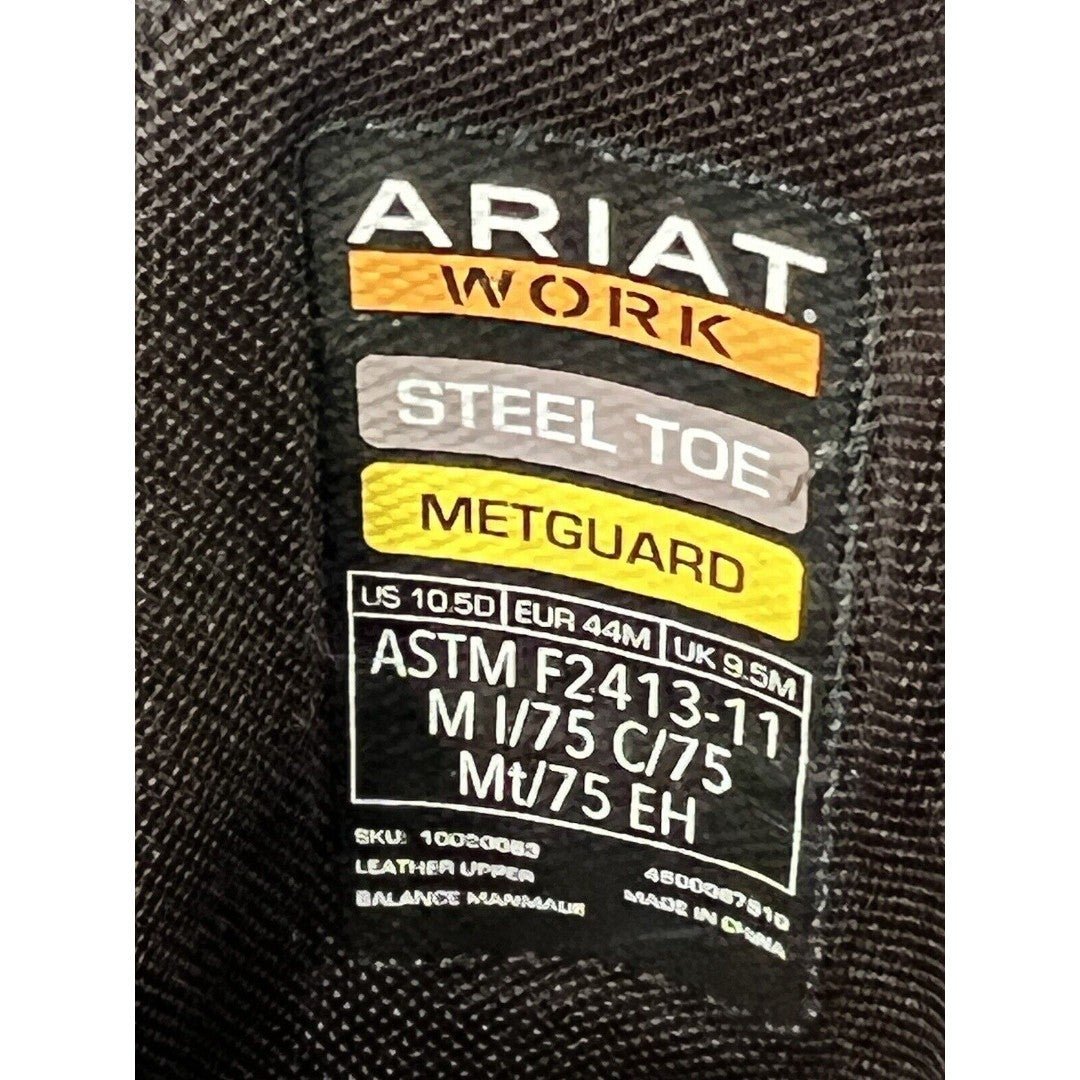 ARIAT
WORK
STEEL TOE
METGUARD
US 10.5D EUR 44M UK 9.5M
ASTM F2413-11
M I/75 C/75
Mt/75 EH
SKU:
LEATHER UPPER
BALANCE MANMADE
MADE IN CHINA